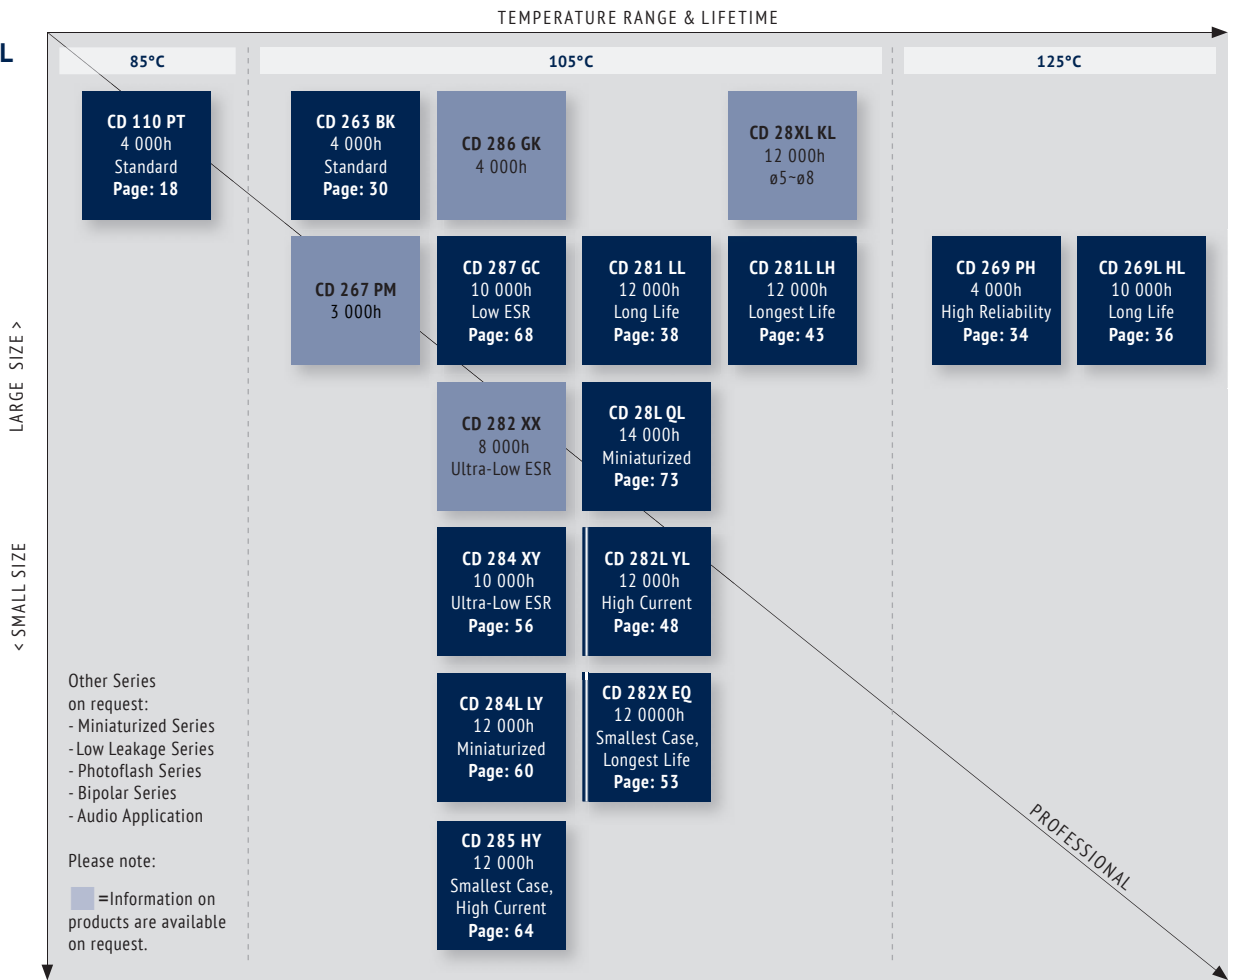 TEMPERATURE RANGE & LIFETIME
L
85°C
105°C
125°C
CD 110 PT
4 000h
Standard
Page: 18
CD 263 BK
4 000h
Standard
Page: 30
CD 286 GK
4 000h
CD 28XL KL
12 000h
ø5~ø8
CD 267 PM
3 000h
CD 287 GC
10 000h
Low ESR
Page: 68
CD 281 LL
12 000h
Long Life
Page: 38
CD 281L LH
12 000h
Longest Life
Page: 43
CD 269 PH
4 000h
High Reliability
Page: 34
CD 269L HL
10 000h
Long Life
Page: 36
LARGE SIZE >
CD 282 XX
8 000h
Ultra-Low ESR
CD 28L QL
14 000h
Miniaturized
Page: 73
< SMALL SIZE
CD 284 XY
10 000h
Ultra-Low ESR
Page: 56
CD 282L YL
12 000h
High Current
Page: 48
CD 284L LY
12 000h
Miniaturized
Page: 60
CD 282X EQ
12 0000h
Smallest Case,
Longest Life
Page: 53
CD 285 HY
12 000h
Smallest Case,
High Current
Page: 64
PROFESSIONAL
Other Series
on request:
- Miniaturized Series
- Low Leakage Series
- Photoflash Series
- Bipolar Series
- Audio Application
Please note:
=Information on
products are available
on request.